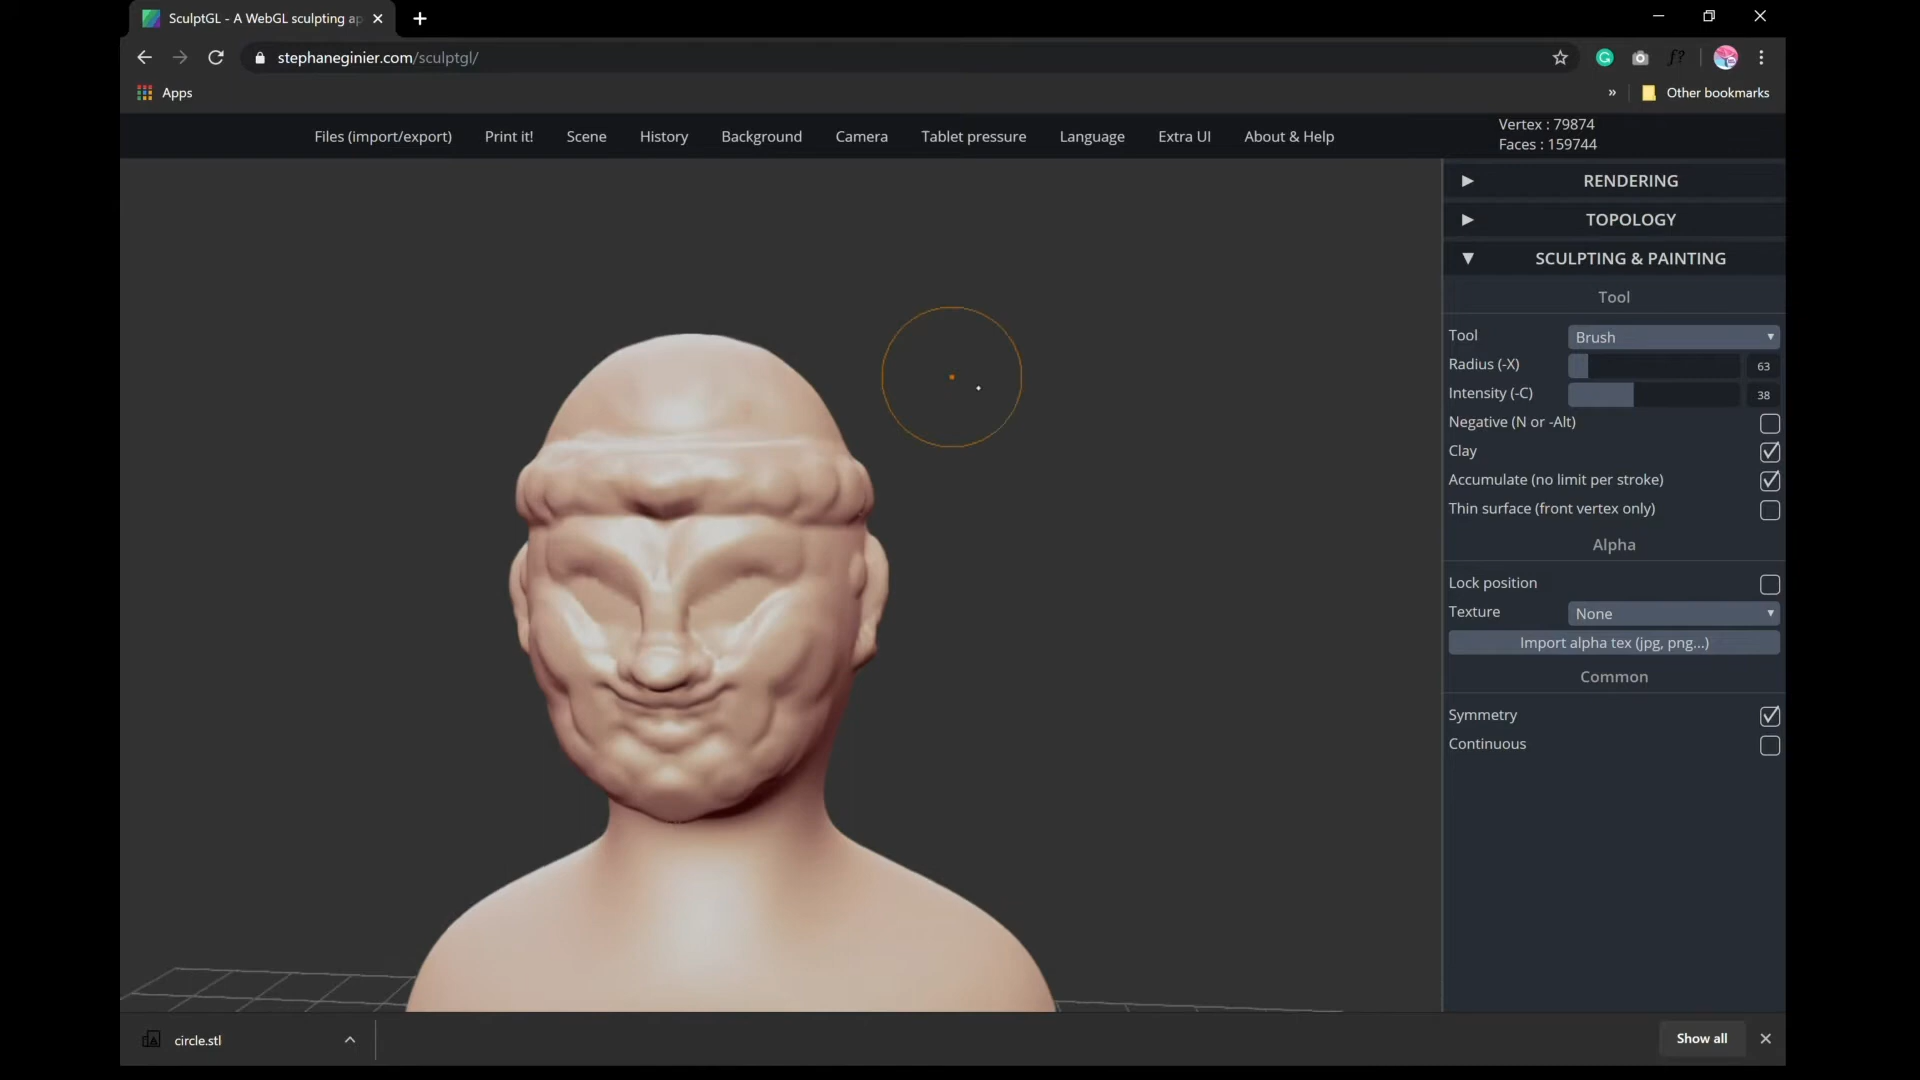 SculptGL - A WebGL sculpting ap
stephaneginier.com/sculptgl/
Apps
» Other bookmarks
Files (import/export) Print it! Scene History Background Camera Tablet pressure Language Extra UI About & Help
Vertex : 79874
Faces : 159744
RENDERING
TOPOLOGY
SCULPTING & PAINTING
Tool
Tool Brush
Radius (-X) 63
Intensity (-C) 38
Negative (N or -Alt)
Clay
Accumulate (no limit per stroke)
Thin surface (front vertex only)
Alpha
Lock position
Texture None
Import alpha tex (jpg, png...)
Common
Symmetry
Continuous
circle.stl
Show all